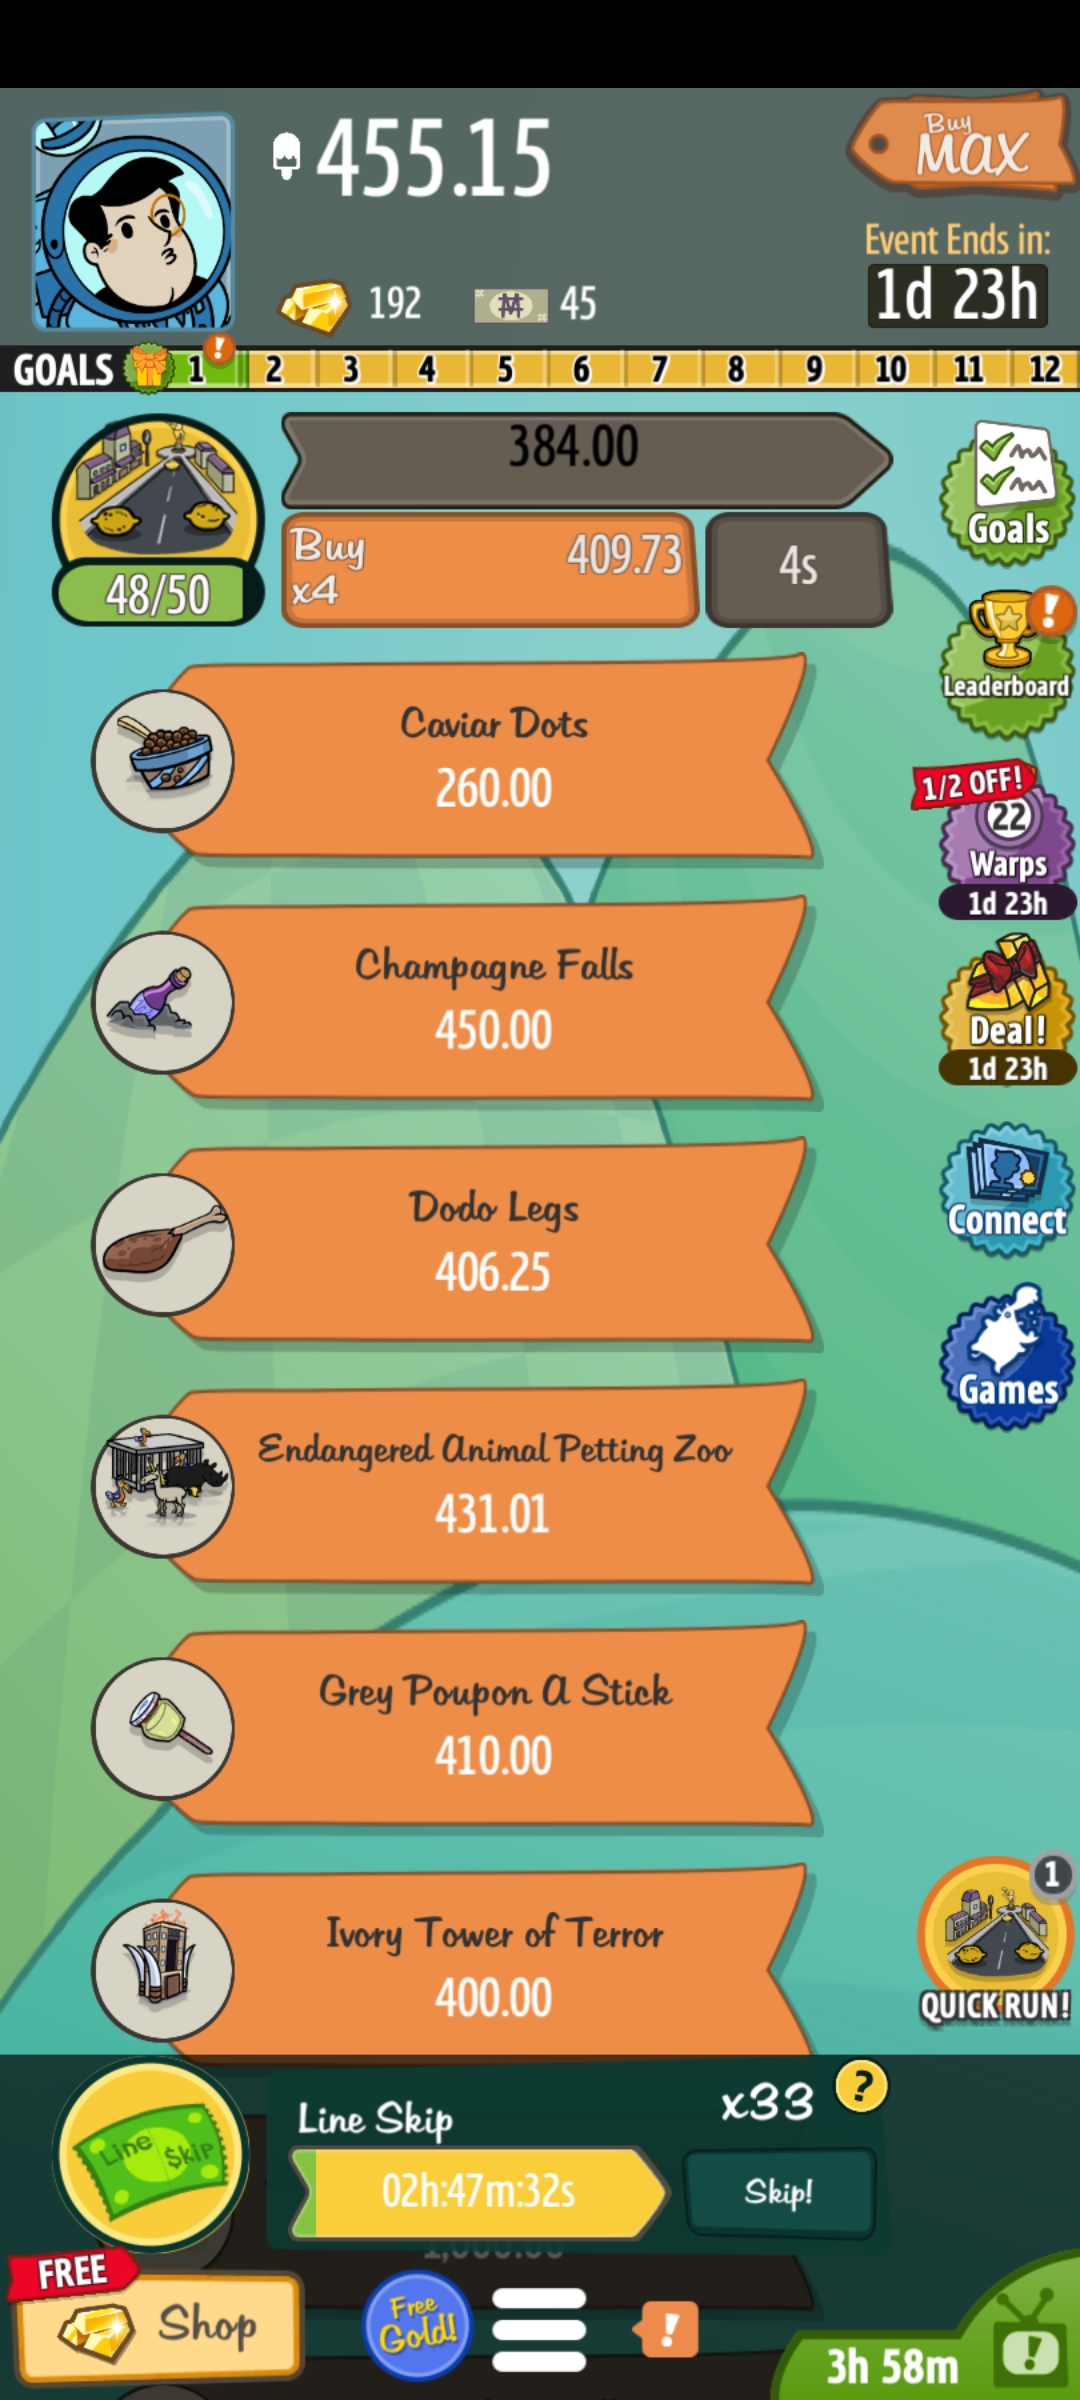 455.15
Buy
MAX
192
45
Event Ends in:
1d 23h
GOALS 1 ! 2 3 4 5 6 7 8 9 10 11 12
384.00
Buy
x4
409.73
4s
48/50
Goals
!
Leaderboard
Caviar Dots
260.00
1/2 OFF!
22
Warps
1d 23h
Champagne Falls
450.00
Deal!
1d 23h
Dodo Legs
406.25
Connect
Games
Endangered Animal Petting Zoo
431.01
Grey Poupon A Stick
410.00
Ivory Tower of Terror
400.00
1
QUICK RUN!
Line $kip
Line Skip
x33
?
02h:47m:32s
Skip!
1,000.00
FREE
Shop
Free
Gold!
!
3h 58m
!